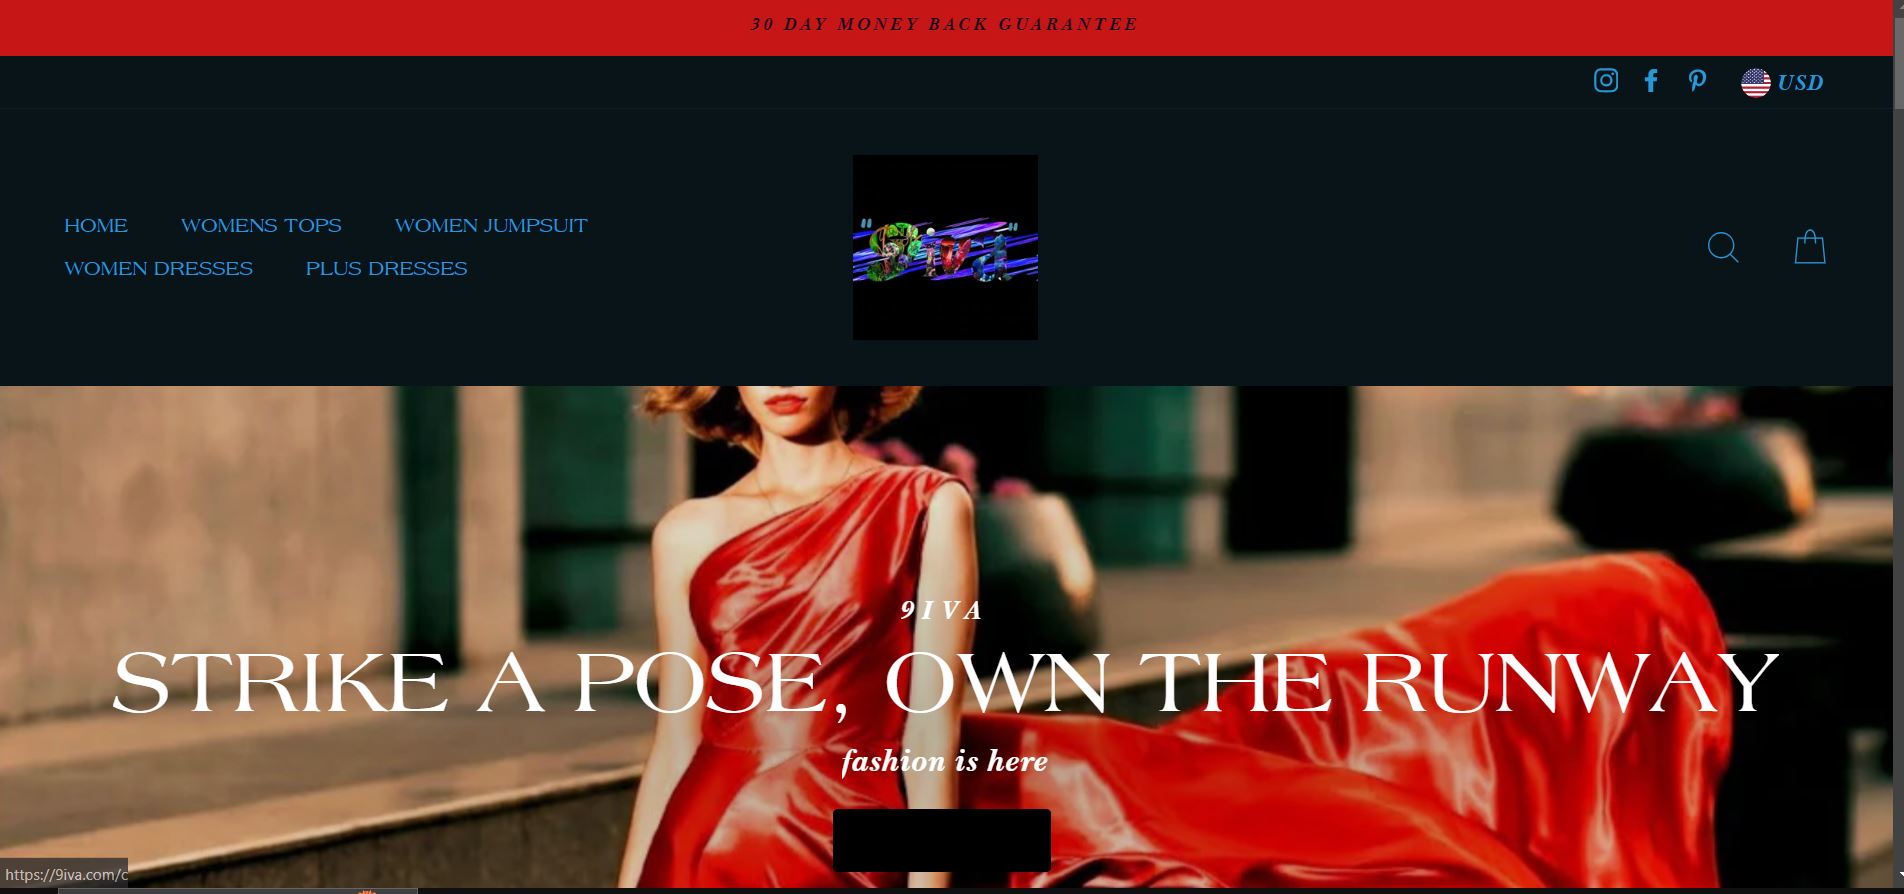 30 DAY MONEY BACK GUARANTEE
USD
HOME WOMENS TOPS WOMEN JUMPSUIT
WOMEN DRESSES PLUS DRESSES
"9iva"
9IVA
STRIKE A POSE, OWN THE RUNWAY
fashion is here
https://9iva.com/c